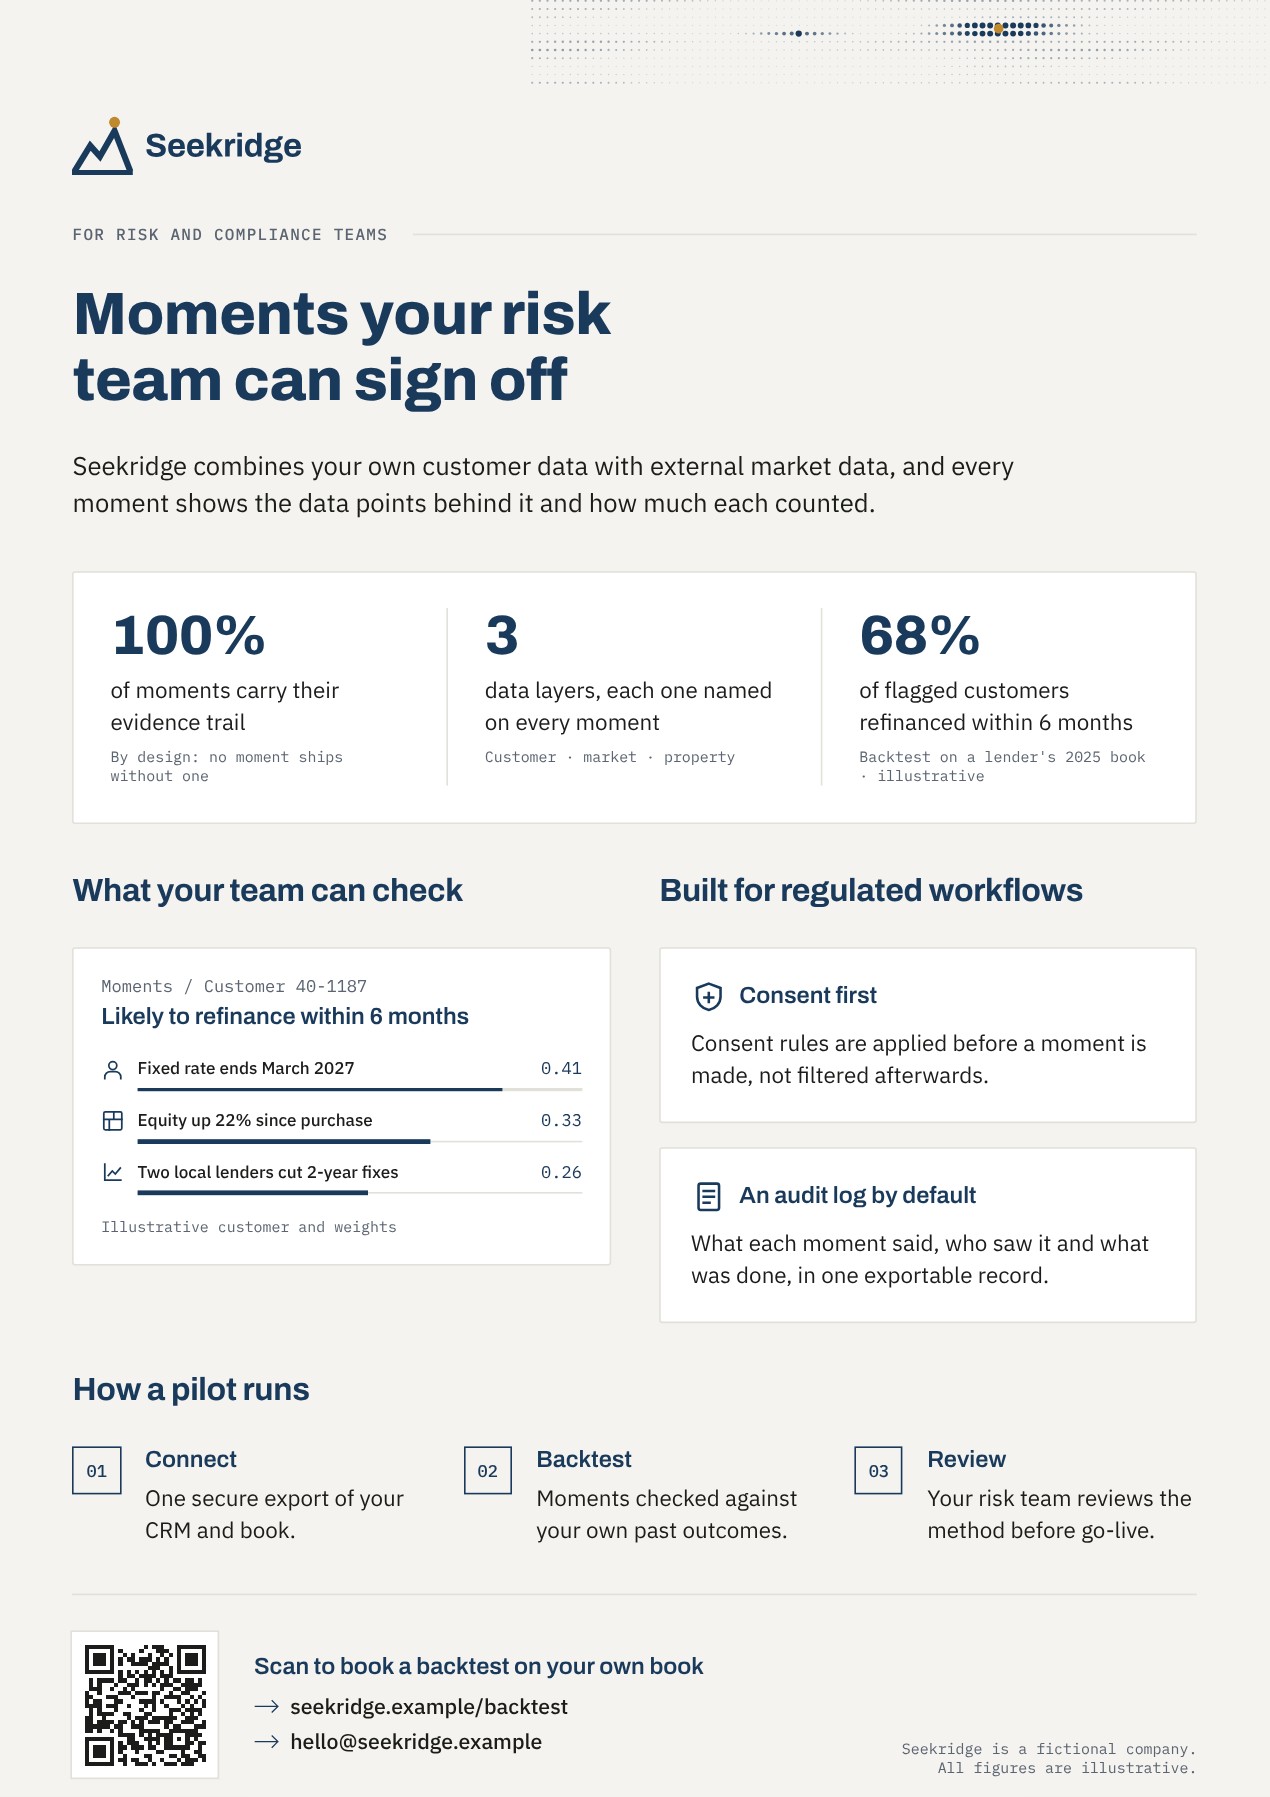 Seekridge
FOR RISK AND COMPLIANCE TEAMS
Moments your risk
team can sign off
Seekridge combines your own customer data with external market data, and every
moment shows the data points behind it and how much each counted.
100%
of moments carry their
evidence trail
By design: no moment ships
without one
3
data layers, each one named
on every moment
Customer · market · property
68%
of flagged customers
refinanced within 6 months
Backtest on a lender's 2025 book
· illustrative
What your team can check
Moments / Customer 40-1187
Likely to refinance within 6 months
Fixed rate ends March 2027 0.41
Equity up 22% since purchase 0.33
Two local lenders cut 2-year fixes 0.26
Illustrative customer and weights
Built for regulated workflows
Consent first
Consent rules are applied before a moment is
made, not filtered afterwards.
An audit log by default
What each moment said, who saw it and what
was done, in one exportable record.
How a pilot runs
01
Connect
One secure export of your
CRM and book.
02
Backtest
Moments checked against
your own past outcomes.
03
Review
Your risk team reviews the
method before go-live.
Scan to book a backtest on your own book
→ seekridge.example/backtest
→ hello@seekridge.example
Seekridge is a fictional company.
All figures are illustrative.